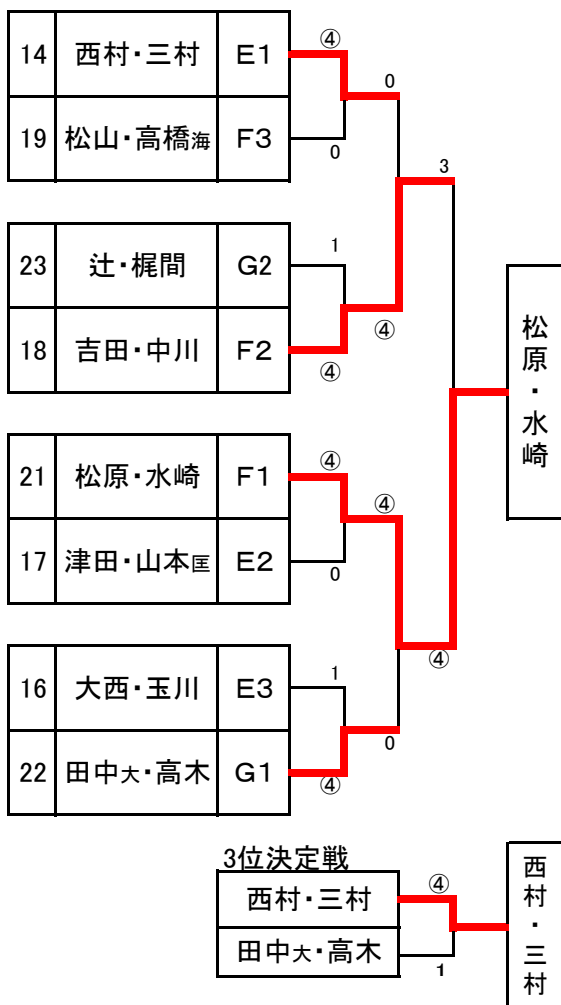 14 西村・三村 E1 ④
0
19 松山・高橋海 F3 0
3
23 辻・梶間 G2 1
④
18 吉田・中川 F2 ④
松原・水崎
21 松原・水崎 F1 ④
④
17 津田・山本匡 E2 0
④
16 大西・玉川 E3 1
0
22 田中大・高木 G1 ④
3位決定戦
西村・三村 ④
田中大・高木 1
西村・三村